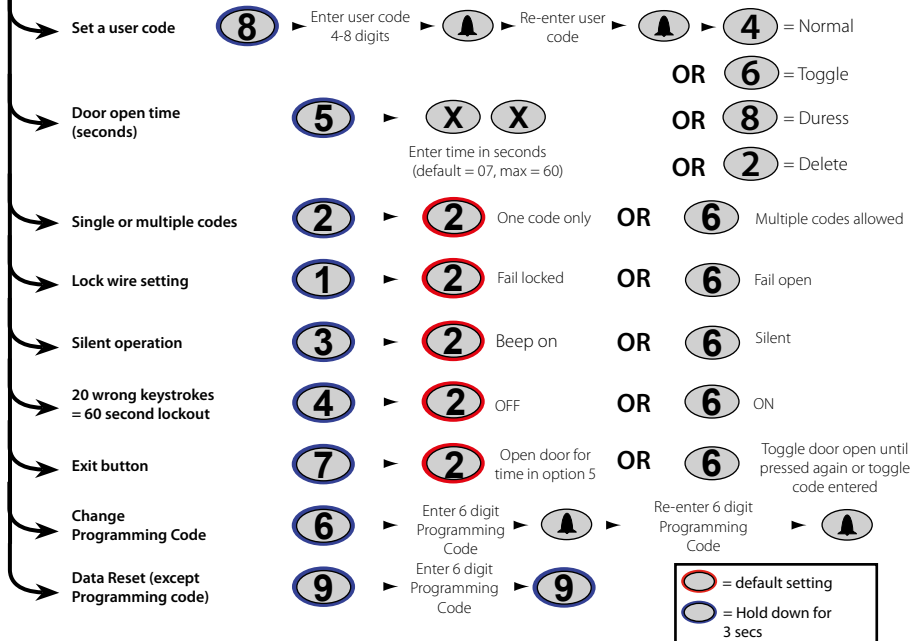 Set a user code
8
Enter user code
4-8 digits
Re-enter user
code
4 = Normal
OR 6 = Toggle
OR 8 = Duress
OR 2 = Delete
Door open time
(seconds)
5
X X
Enter time in seconds
(default = 07, max = 60)
Single or multiple codes
2
2 One code only OR 6 Multiple codes allowed
Lock wire setting
1
2 Fail locked OR 6 Fail open
Silent operation
3
2 Beep on OR 6 Silent
20 wrong keystrokes
= 60 second lockout
4
2 OFF OR 6 ON
Exit button
7
2
Open door for
time in option 5
OR 6
Toggle door open until
pressed again or toggle
code entered
Change
Programming Code
6
Enter 6 digit
Programming
Code
Re-enter 6 digit
Programming
Code
Data Reset (except
Programming code)
9
Enter 6 digit
Programming
Code
9
= default setting
= Hold down for
3 secs